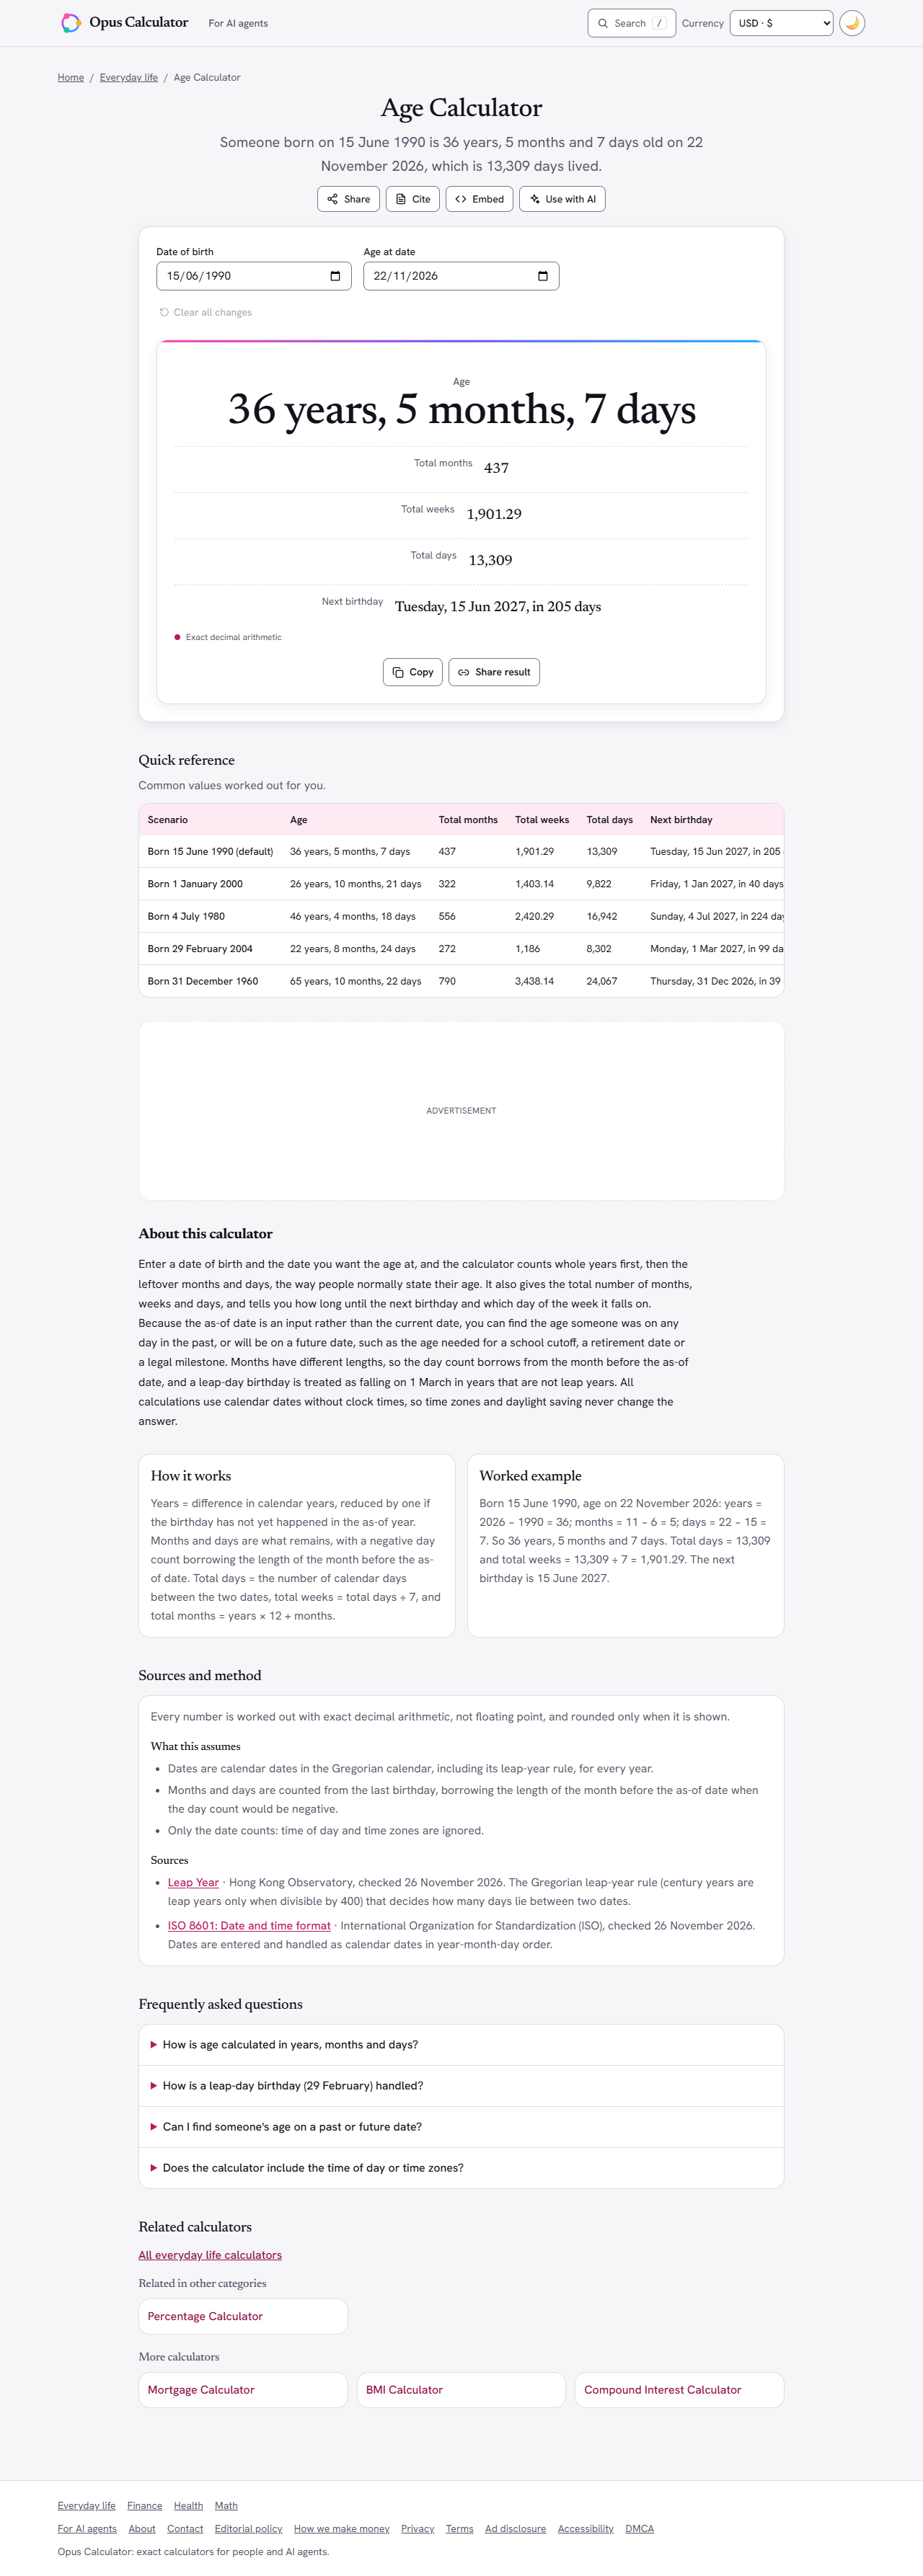 Opus Calculator
For AI agents
Search /
Currency
USD · $
Home / Everyday life / Age Calculator
Age Calculator
Someone born on 15 June 1990 is 36 years, 5 months and 7 days old on 22
November 2026, which is 13,309 days lived.
Share
Cite
Embed
Use with AI
Date of birth
Age at date
15/06/1990
22/11/2026
Clear all changes
Age
36 years, 5 months, 7 days
Total months 437
Total weeks 1,901.29
Total days 13,309
Next birthday Tuesday, 15 Jun 2027, in 205 days
Exact decimal arithmetic
Copy
Share result
Quick reference
Common values worked out for you.
Scenario Age Total months Total weeks Total days Next birthday
Born 15 June 1990 (default) 36 years, 5 months, 7 days 437 1,901.29 13,309 Tuesday, 15 Jun 2027, in 205
Born 1 January 2000 26 years, 10 months, 21 days 322 1,403.14 9,822 Friday, 1 Jan 2027, in 40 days
Born 4 July 1980 46 years, 4 months, 18 days 556 2,420.29 16,942 Sunday, 4 Jul 2027, in 224 day
Born 29 February 2004 22 years, 8 months, 24 days 272 1,186 8,302 Monday, 1 Mar 2027, in 99 da
Born 31 December 1960 65 years, 10 months, 22 days 790 3,438.14 24,067 Thursday, 31 Dec 2026, in 39
ADVERTISEMENT
About this calculator
Enter a date of birth and the date you want the age at, and the calculator counts whole years first, then the
leftover months and days, the way people normally state their age. It also gives the total number of months,
weeks and days, and tells you how long until the next birthday and which day of the week it falls on.
Because the as-of date is an input rather than the current date, you can find the age someone was on any
day in the past, or will be on a future date, such as the age needed for a school cutoff, a retirement date or
a legal milestone. Months have different lengths, so the day count borrows from the month before the as-of
date, and a leap-day birthday is treated as falling on 1 March in years that are not leap years. All
calculations use calendar dates without clock times, so time zones and daylight saving never change the
answer.
How it works
Years = difference in calendar years, reduced by one if
the birthday has not yet happened in the as-of year.
Months and days are what remains, with a negative day
count borrowing the length of the month before the as-
of date. Total days = the number of calendar days
between the two dates, total weeks = total days ÷ 7, and
total months = years × 12 + months.
Worked example
Born 15 June 1990, age on 22 November 2026: years =
2026 − 1990 = 36; months = 11 − 6 = 5; days = 22 − 15 =
7. So 36 years, 5 months and 7 days. Total days = 13,309
and total weeks = 13,309 ÷ 7 = 1,901.29. The next
birthday is 15 June 2027.
Sources and method
Every number is worked out with exact decimal arithmetic, not floating point, and rounded only when it is shown.
What this assumes
• Dates are calendar dates in the Gregorian calendar, including its leap-year rule, for every year.
• Months and days are counted from the last birthday, borrowing the length of the month before the as-of date when
the day count would be negative.
• Only the date counts: time of day and time zones are ignored.
Sources
• Leap Year · Hong Kong Observatory, checked 26 November 2026. The Gregorian leap-year rule (century years are
leap years only when divisible by 400) that decides how many days lie between two dates.
• ISO 8601: Date and time format · International Organization for Standardization (ISO), checked 26 November 2026.
Dates are entered and handled as calendar dates in year-month-day order.
Frequently asked questions
How is age calculated in years, months and days?
How is a leap-day birthday (29 February) handled?
Can I find someone's age on a past or future date?
Does the calculator include the time of day or time zones?
Related calculators
All everyday life calculators
Related in other categories
Percentage Calculator
More calculators
Mortgage Calculator
BMI Calculator
Compound Interest Calculator
Everyday life Finance Health Math
For AI agents About Contact Editorial policy How we make money Privacy Terms Ad disclosure Accessibility DMCA
Opus Calculator: exact calculators for people and AI agents.